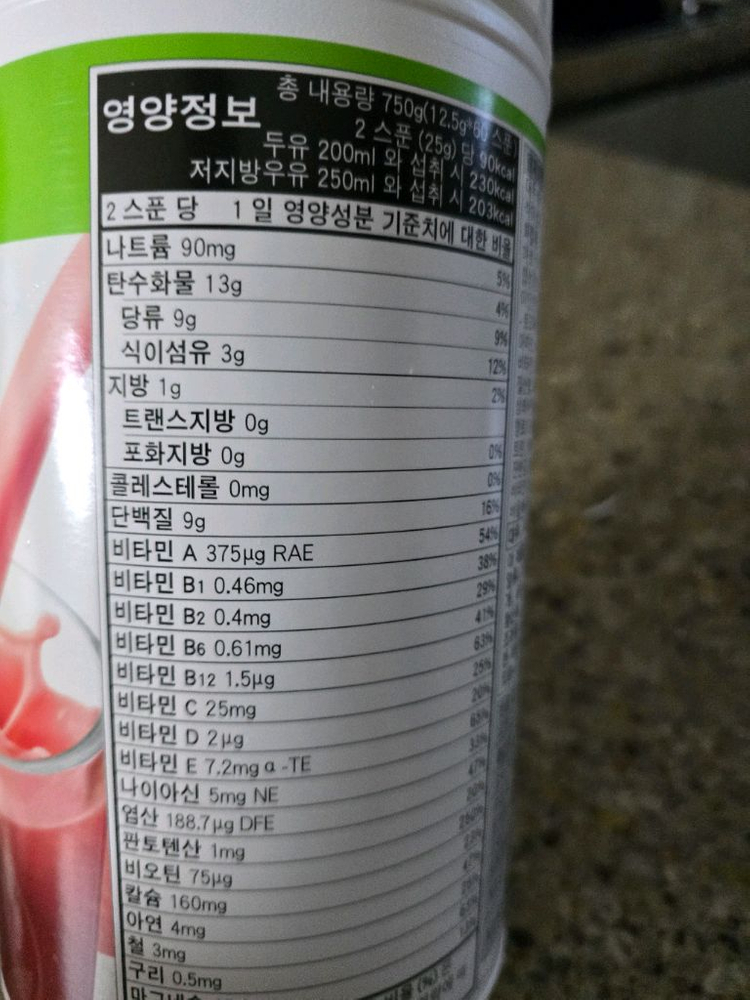 영양정보
총 내용량 750g(12.5g*60 스푼)
2 스푼 (25g) 당 90kcal
두유 200ml 와 섭취 시 230kcal
저지방우유 250ml 와 섭취 시 203kcal
2 스푼 당 1 일 영양성분 기준치에 대한 비율
나트륨 90mg 5%
탄수화물 13g 4%
당류 9g 9%
식이섬유 3g 12%
지방 1g 2%
트랜스지방 0g
포화지방 0g 0%
콜레스테롤 0mg 0%
단백질 9g 16%
비타민 A 375μg RAE 54%
비타민 B1 0.46mg 38%
비타민 B2 0.4mg 29%
비타민 B6 0.61mg 41%
비타민 B12 1.5μg 63%
비타민 C 25mg 25%
비타민 D 2μg 20%
비타민 E 7.2mg α -TE
나이아신 5mg NE
엽산 188.7μg DFE 47%
판토텐산 1mg
비오틴 75μg
칼슘 160mg
아연 4mg
철 3mg
구리 0.5mg